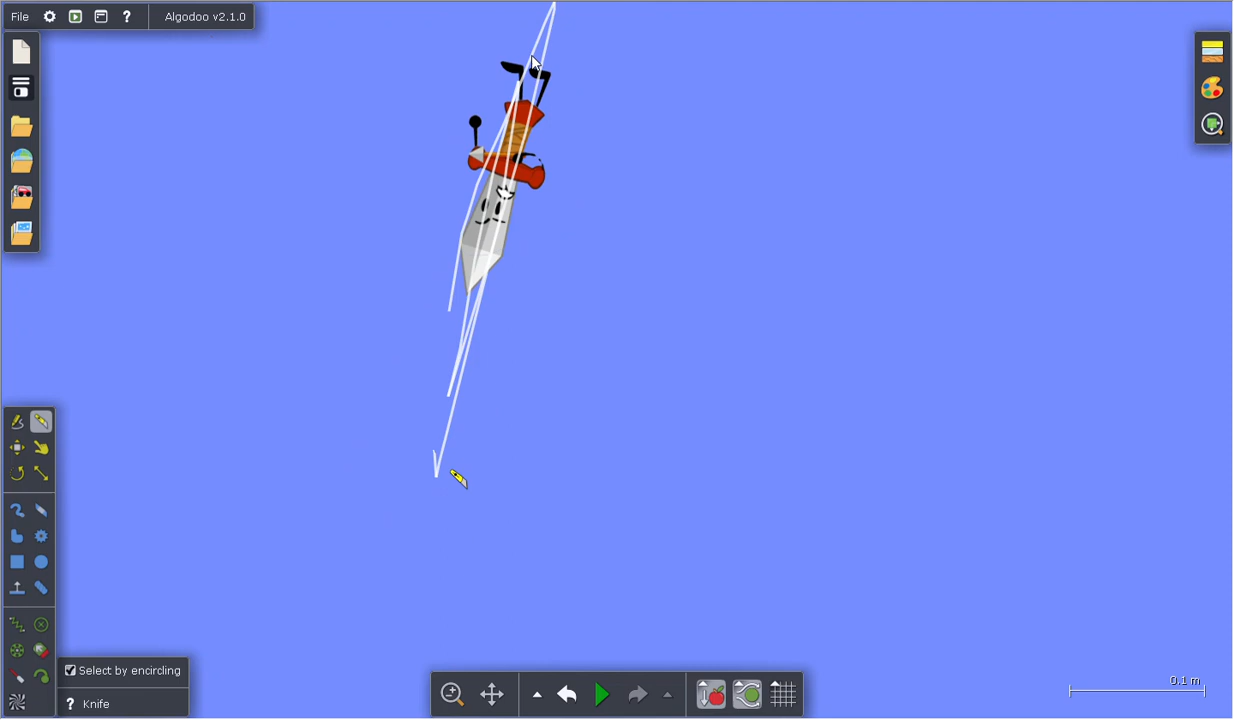 File ? Algodoo v2.1.0
Select by encircling
? Knife
0.1 m